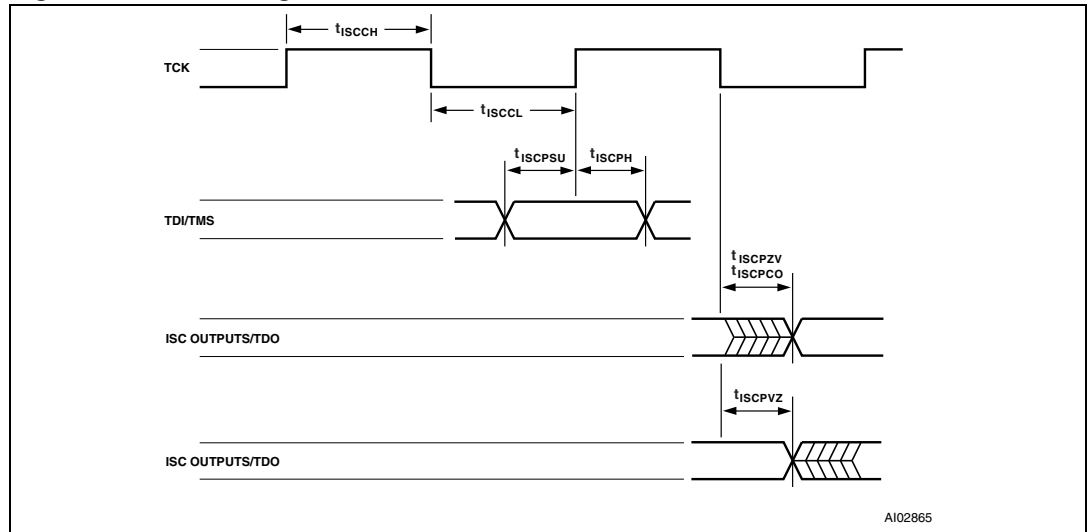 tISCCH
TCK
tISCCL
tISCPSU
tISCPH
TDI/TMS
tISCPZV
tISCPCO
ISC OUTPUTS/TDO
tISCPVZ
ISC OUTPUTS/TDO
AI02865